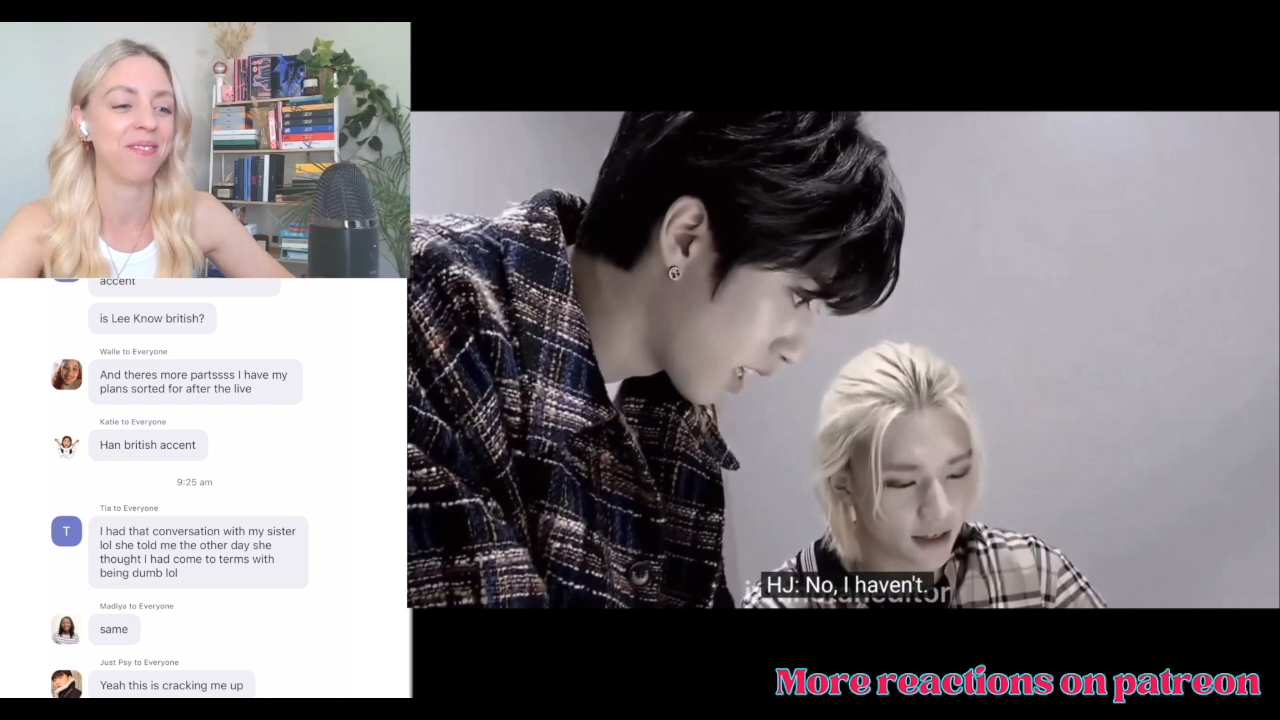 accent
is Lee Know british?
Walle to Everyone
And theres more partssss I have my
plans sorted for after the live
Katie to Everyone
Han british accent
9:25 am
Tia to Everyone
T
I had that conversation with my sister
lol she told me the other day she
thought I had come to terms with
being dumb lol
Madiya to Everyone
same
Just Psy to Everyone
Yeah this is cracking me up
HJ: No, I haven't.
More reactions on patreon